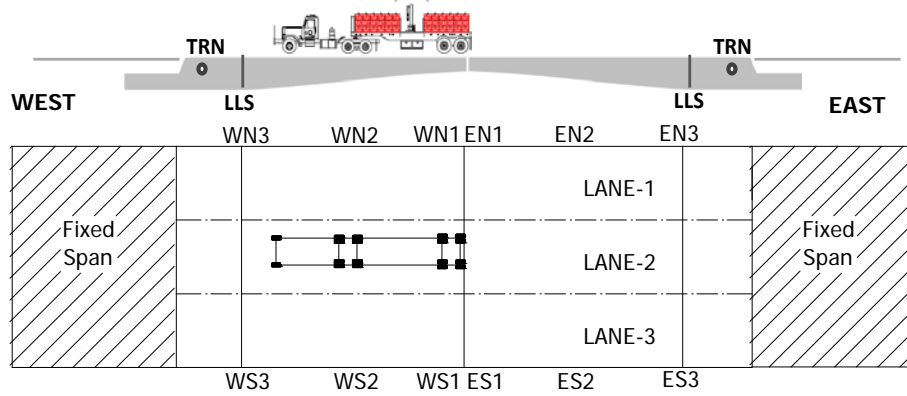 TRN TRN
WEST LLS LLS EAST
WN3 WN2 WN1 EN1 EN2 EN3
LANE-1
Fixed
Span
LANE-2
Fixed
Span
LANE-3
WS3 WS2 WS1 ES1 ES2 ES3